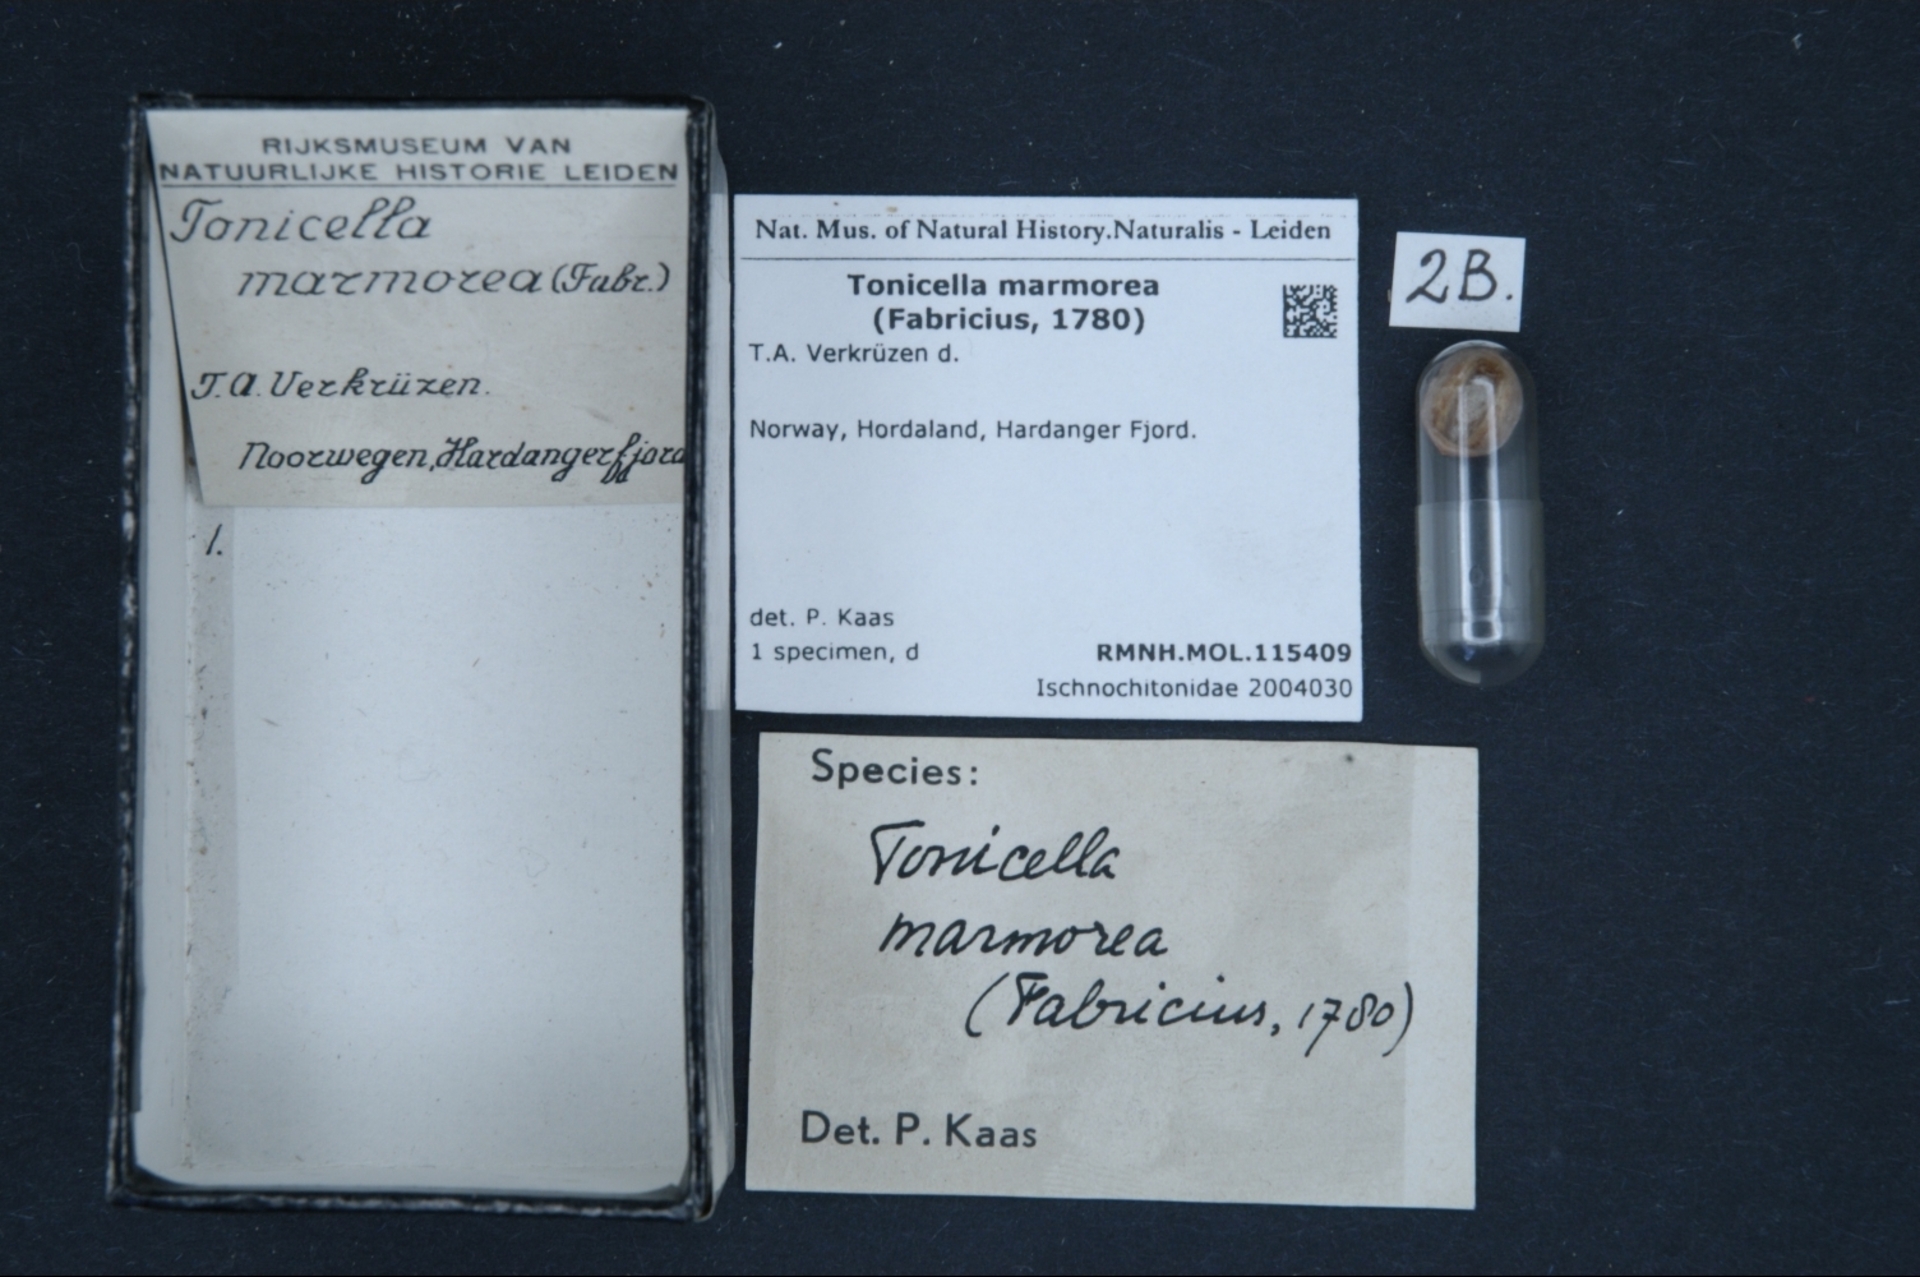 RIJKSMUSEUM VAN
NATUURLIJKE HISTORIE LEIDEN
Tonicella
marmorea (Fabr.)
T.A. Verkrüzen.
Noorwegen, Hardangerfjord
1.
Nat. Mus. of Natural History.Naturalis - Leiden
Tonicella marmorea
(Fabricius, 1780)
T.A. Verkrüzen d.
Norway, Hordaland, Hardanger Fjord.
det. P. Kaas
1 specimen, d
RMNH.MOL.115409
Ischnochitonidae 2004030
2B.
Species:
Tonicella
marmorea
(Fabricius, 1780)
Det. P. Kaas